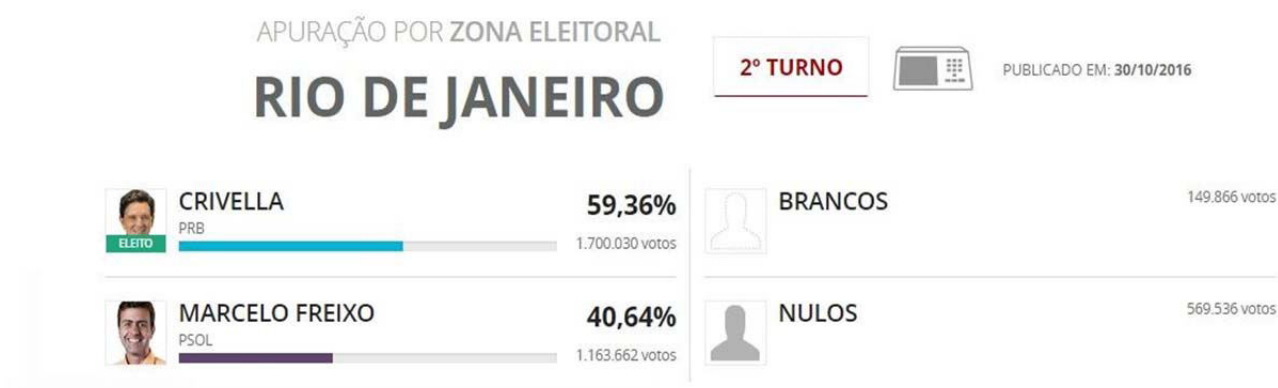 APURAÇÃO POR ZONA ELEITORAL
RIO DE JANEIRO
2º TURNO
PUBLICADO EM: 30/10/2016
CRIVELLA
59,36%
PRB
ELEITO
1.700.030 votos
MARCELO FREIXO
40,64%
PSOL
1.163.662 votos
BRANCOS
149.866 votos
NULOS
569.536 votos